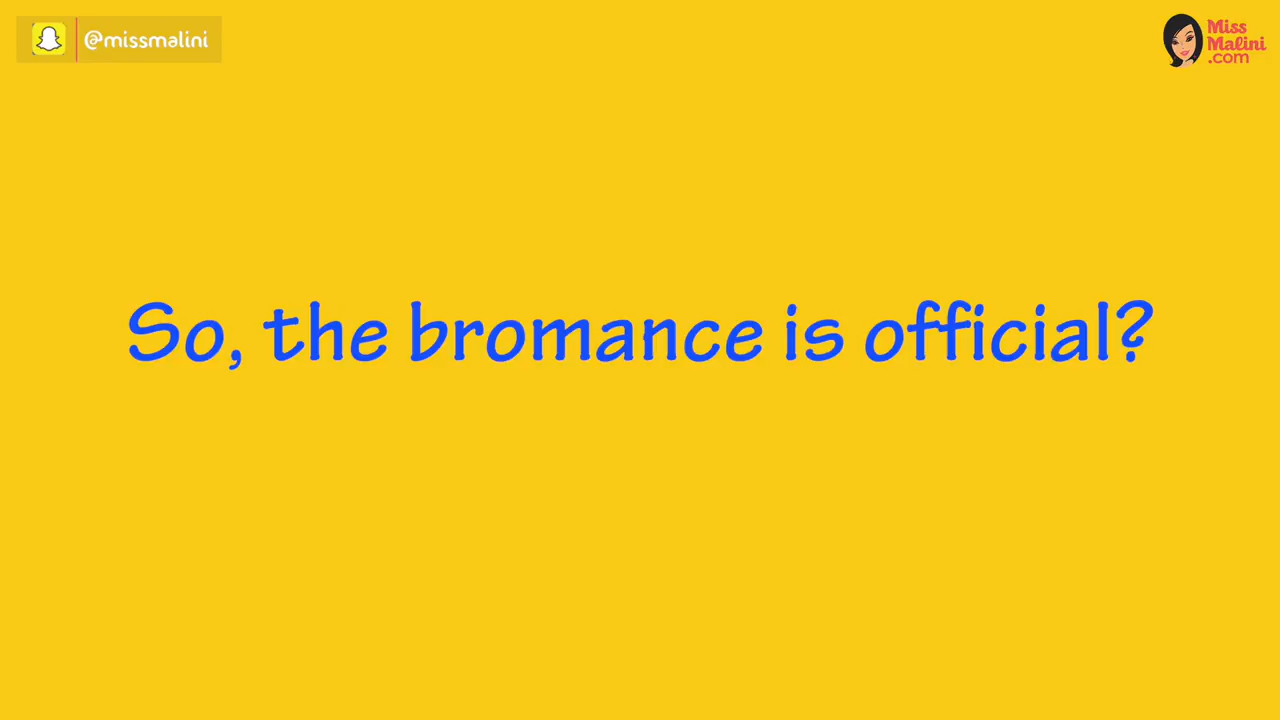 @missmalini
Miss
Malini
.com
So, the bromance is official?